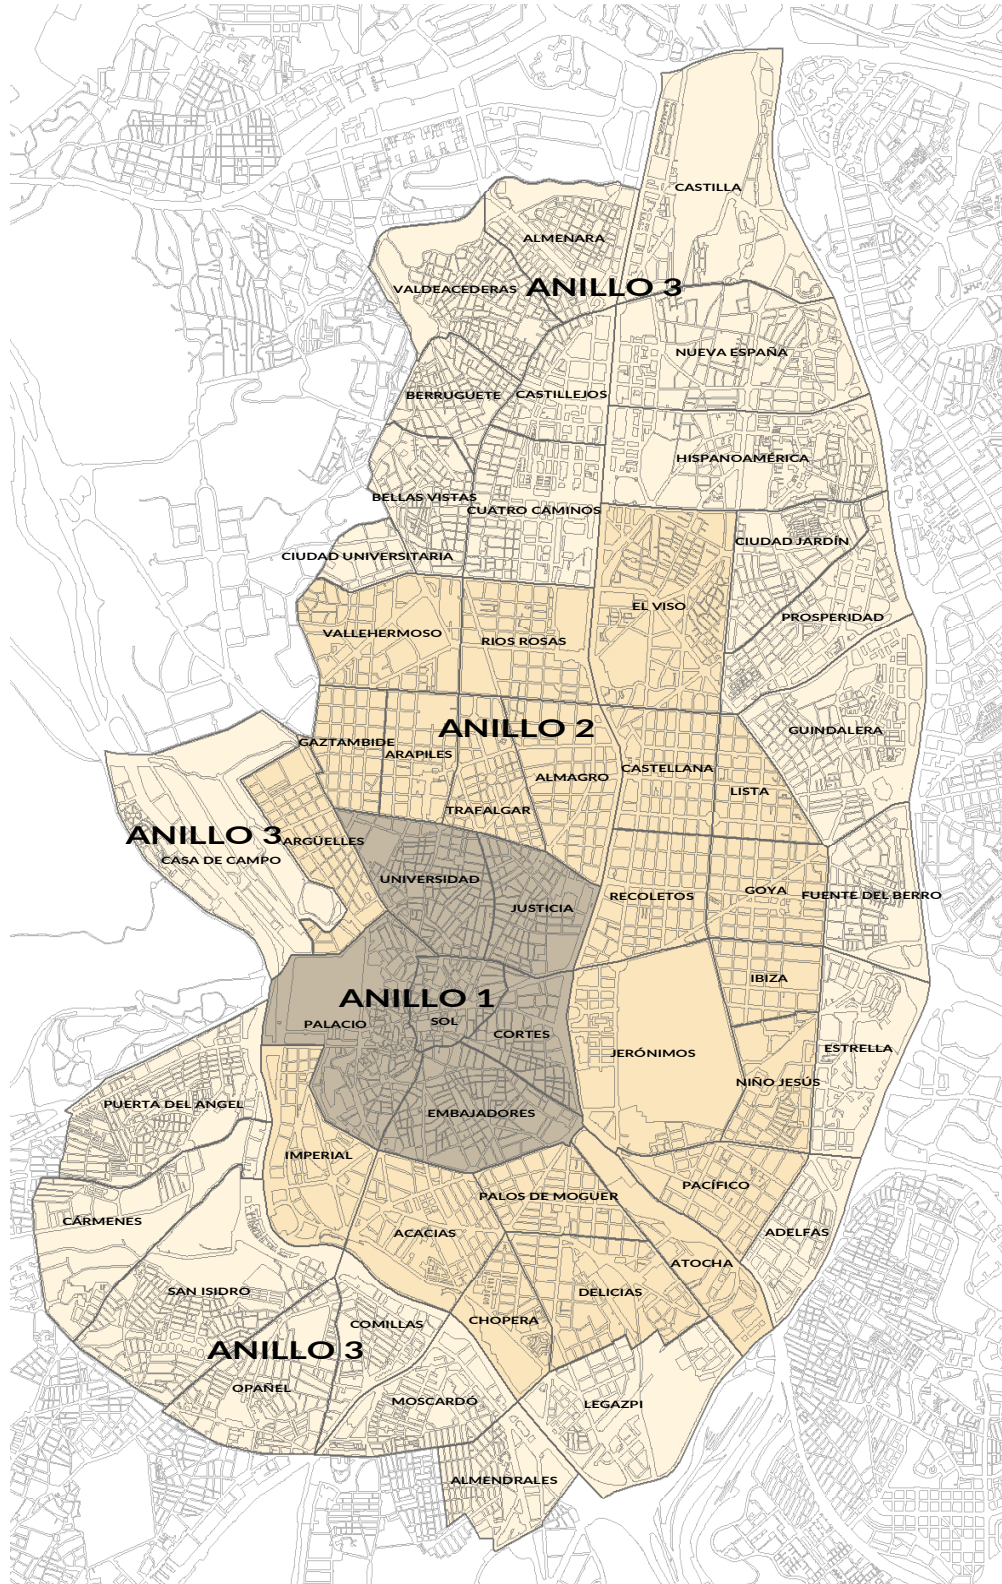 CASTILLA
ALMENARA
VALDEACEDERAS
ANILLO 3
NUEVA ESPAÑA
BERRUGUETE
CASTILLEJOS
HISPANOAMÉRICA
BELLAS VISTAS
CUATRO CAMINOS
CIUDAD JARDÍN
CIUDAD UNIVERSITARIA
EL VISO
PROSPERIDAD
VALLEHERMOSO
RIOS ROSAS
ANILLO 2
GUINDALERA
GAZTAMBIDE
ARAPILES
CASTELLANA
ALMAGRO
LISTA
TRAFALGAR
ANILLO 3
ARGÜELLES
CASA DE CAMPO
UNIVERSIDAD
JUSTICIA
RECOLETOS
GOYA
FUENTE DEL BERRO
IBIZA
ANILLO 1
PALACIO
SOL
CORTES
ESTRELLA
JERÓNIMOS
NIÑO JESÚS
PUERTA DEL ANGEL
EMBAJADORES
IMPERIAL
PACÍFICO
PALOS DE MOGUER
CÁRMENES
ACACIAS
ADELFAS
ATOCHA
SAN ISIDRO
DELICIAS
COMILLAS
CHOPERA
ANILLO 3
OPAÑEL
MOSCARDÓ
LEGAZPI
ALMENDRALES